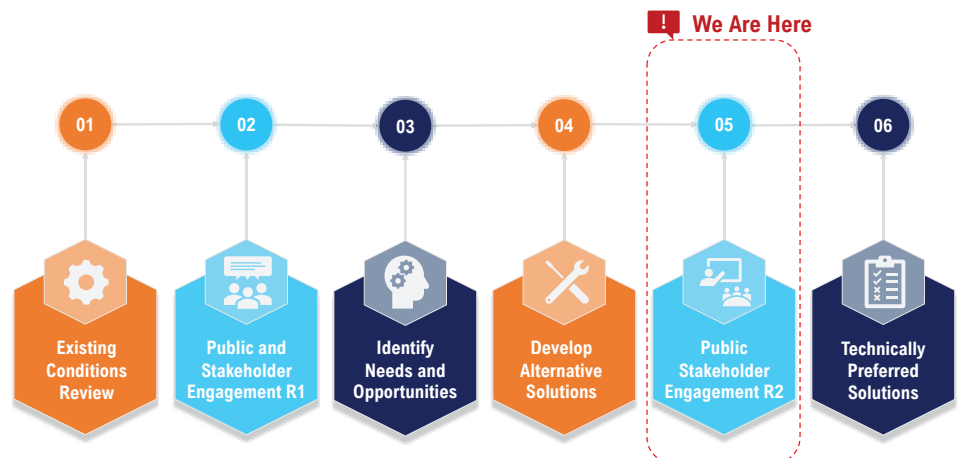 ! We Are Here
01 02 03 04 05 06
Existing
Conditions
Review
Public and
Stakeholder
Engagement R1
Identify
Needs and
Opportunities
Develop
Alternative
Solutions
Public
Stakeholder
Engagement R2
Technically
Preferred
Solutions